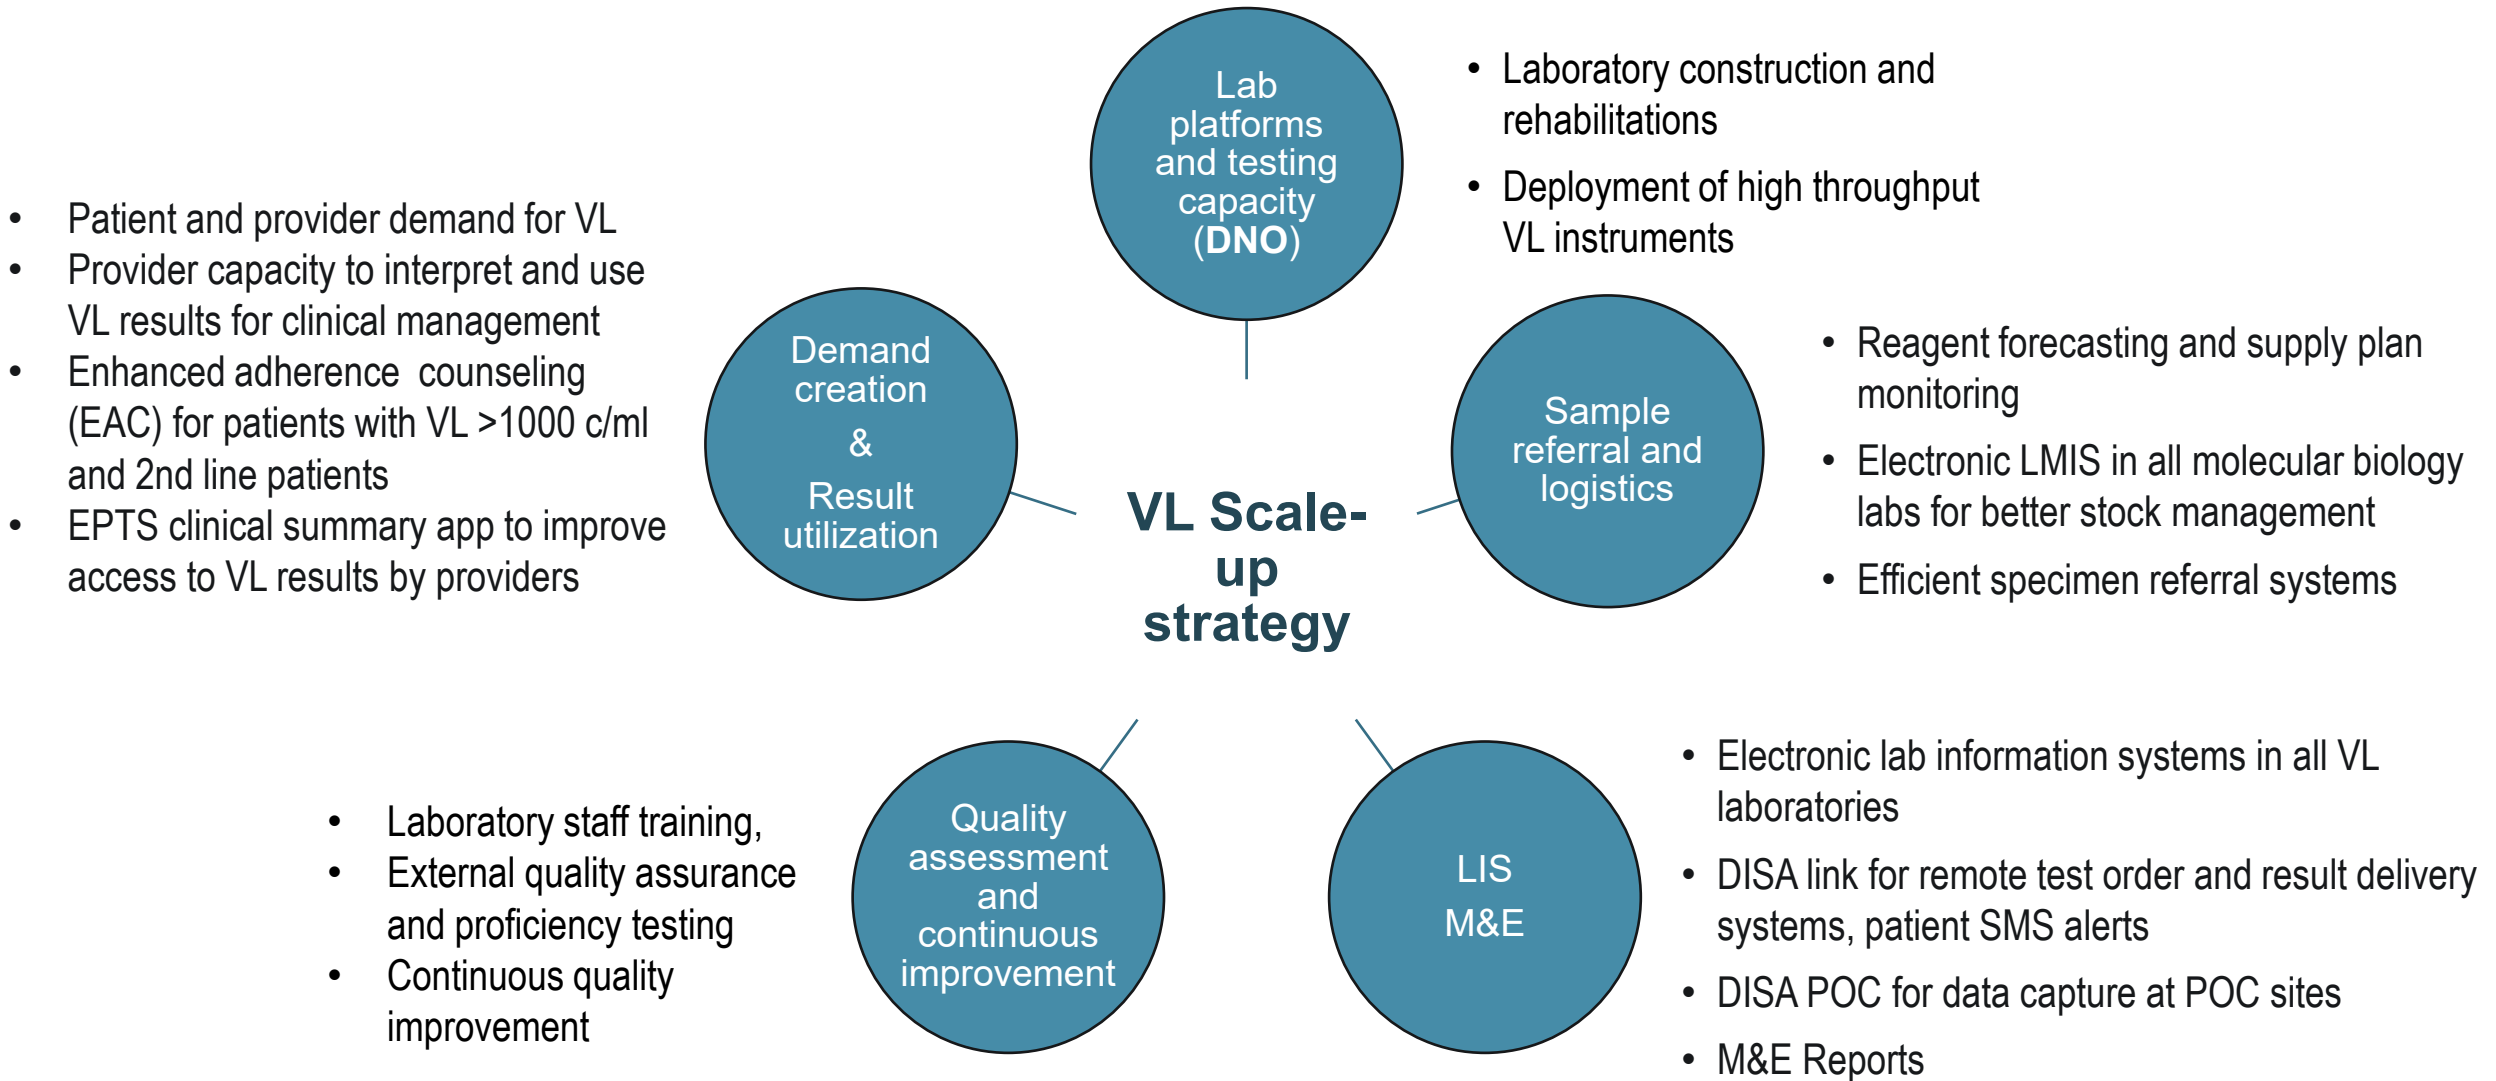 Lab
platforms
and testing
capacity
(DNO)
• Laboratory construction and
rehabilitations
• Deployment of high throughput
VL instruments
• Patient and provider demand for VL
• Provider capacity to interpret and use
VL results for clinical management
• Enhanced adherence  counseling
(EAC) for patients with VL >1000 c/ml
and 2nd line patients
• EPTS clinical summary app to improve
access to VL results by providers
Demand
creation
&
Result
utilization
VL Scale-
up
strategy
Sample
referral and
logistics
• Reagent forecasting and supply plan
monitoring
• Electronic LMIS in all molecular biology
labs for better stock management
• Efficient specimen referral systems
• Laboratory staff training,
• External quality assurance
and proficiency testing
• Continuous quality
improvement
Quality
assessment
and
continuous
improvement
LIS
M&E
• Electronic lab information systems in all VL
laboratories
• DISA link for remote test order and result delivery
systems, patient SMS alerts
• DISA POC for data capture at POC sites
• M&E Reports